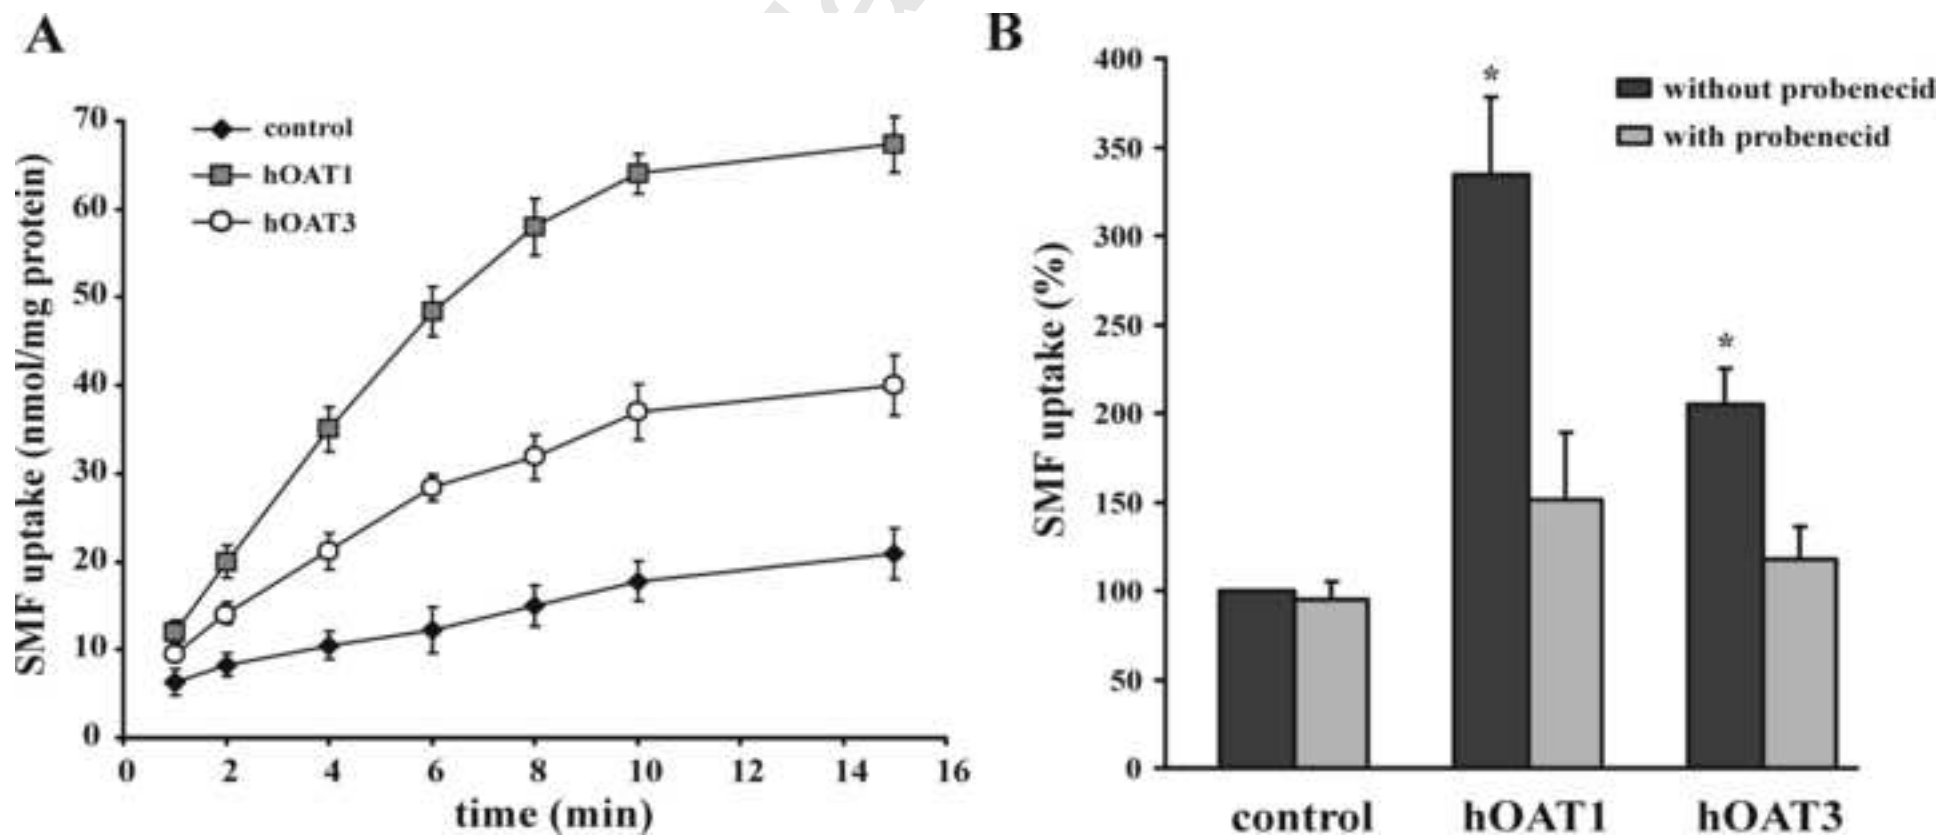 A
SMF uptake (nmol/mg protein)
70
60
50
40
30
20
10
0
control
hOAT1
hOAT3
0 2 4 6 8 10 12 14 16
time (min)
B
SMF uptake (%)
400
350
300
250
200
150
100
50
0
*
*
without probenecid
with probenecid
control hOAT1 hOAT3